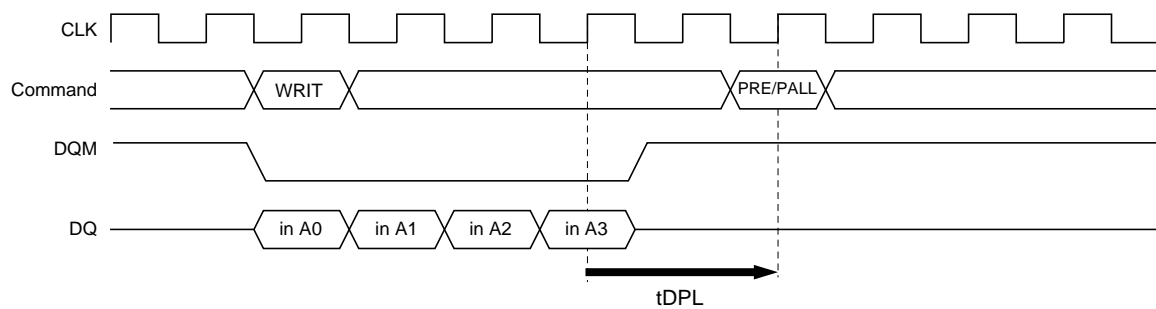 CLK
Command
WRIT
PRE/PALL
DQM
DQ
in A0
in A1
in A2
in A3
tDPL